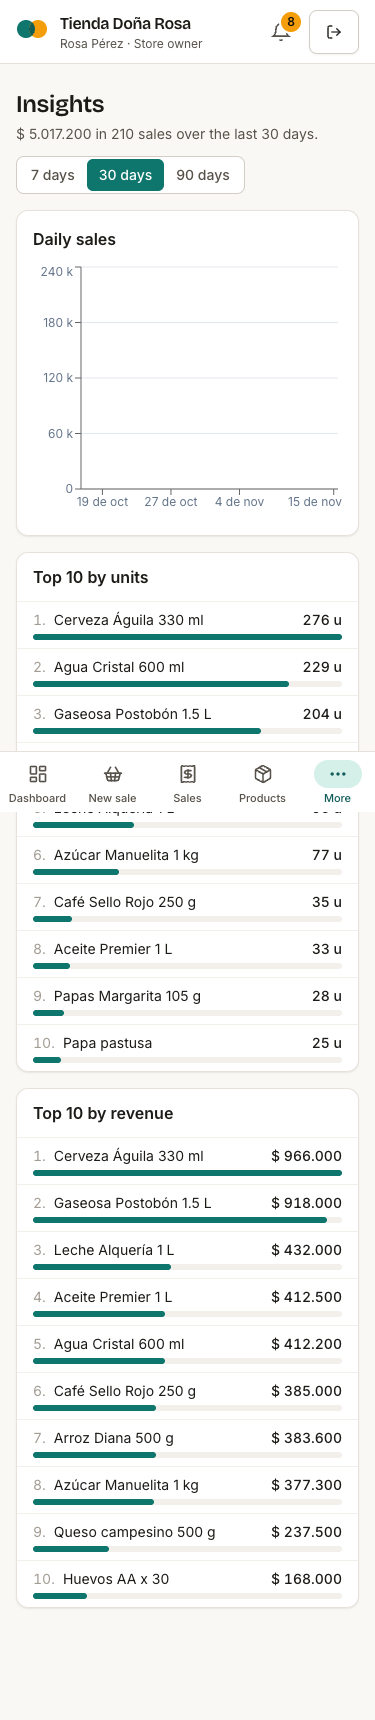 Tienda Doña Rosa
8
Rosa Pérez · Store owner
Insights
$ 5.017.200 in 210 sales over the last 30 days.
7 days 30 days 90 days
Daily sales
240 k
180 k
120 k
60 k
0
19 de oct 27 de oct 4 de nov 15 de nov
Top 10 by units
1. Cerveza Águila 330 ml 276 u
2. Agua Cristal 600 ml 229 u
3. Gaseosa Postobón 1.5 L 204 u
Dashboard New sale Sales Products More
6. Azúcar Manuelita 1 kg 77 u
7. Café Sello Rojo 250 g 35 u
8. Aceite Premier 1 L 33 u
9. Papas Margarita 105 g 28 u
10. Papa pastusa 25 u
Top 10 by revenue
1. Cerveza Águila 330 ml $ 966.000
2. Gaseosa Postobón 1.5 L $ 918.000
3. Leche Alquería 1 L $ 432.000
4. Aceite Premier 1 L $ 412.500
5. Agua Cristal 600 ml $ 412.200
6. Café Sello Rojo 250 g $ 385.000
7. Arroz Diana 500 g $ 383.600
8. Azúcar Manuelita 1 kg $ 377.300
9. Queso campesino 500 g $ 237.500
10. Huevos AA x 30 $ 168.000